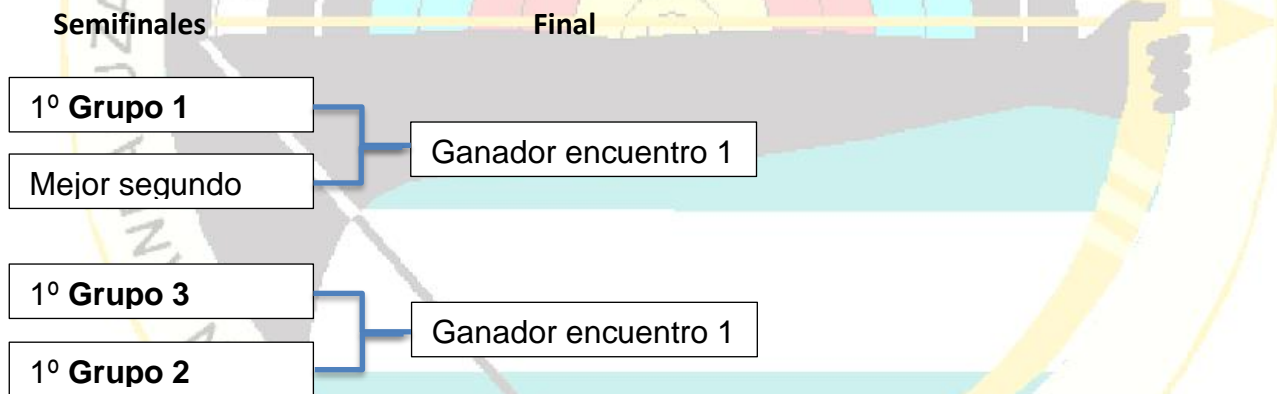 Semifinales Final
1º Grupo 1
Ganador encuentro 1
Mejor segundo
1º Grupo 3
Ganador encuentro 1
1º Grupo 2